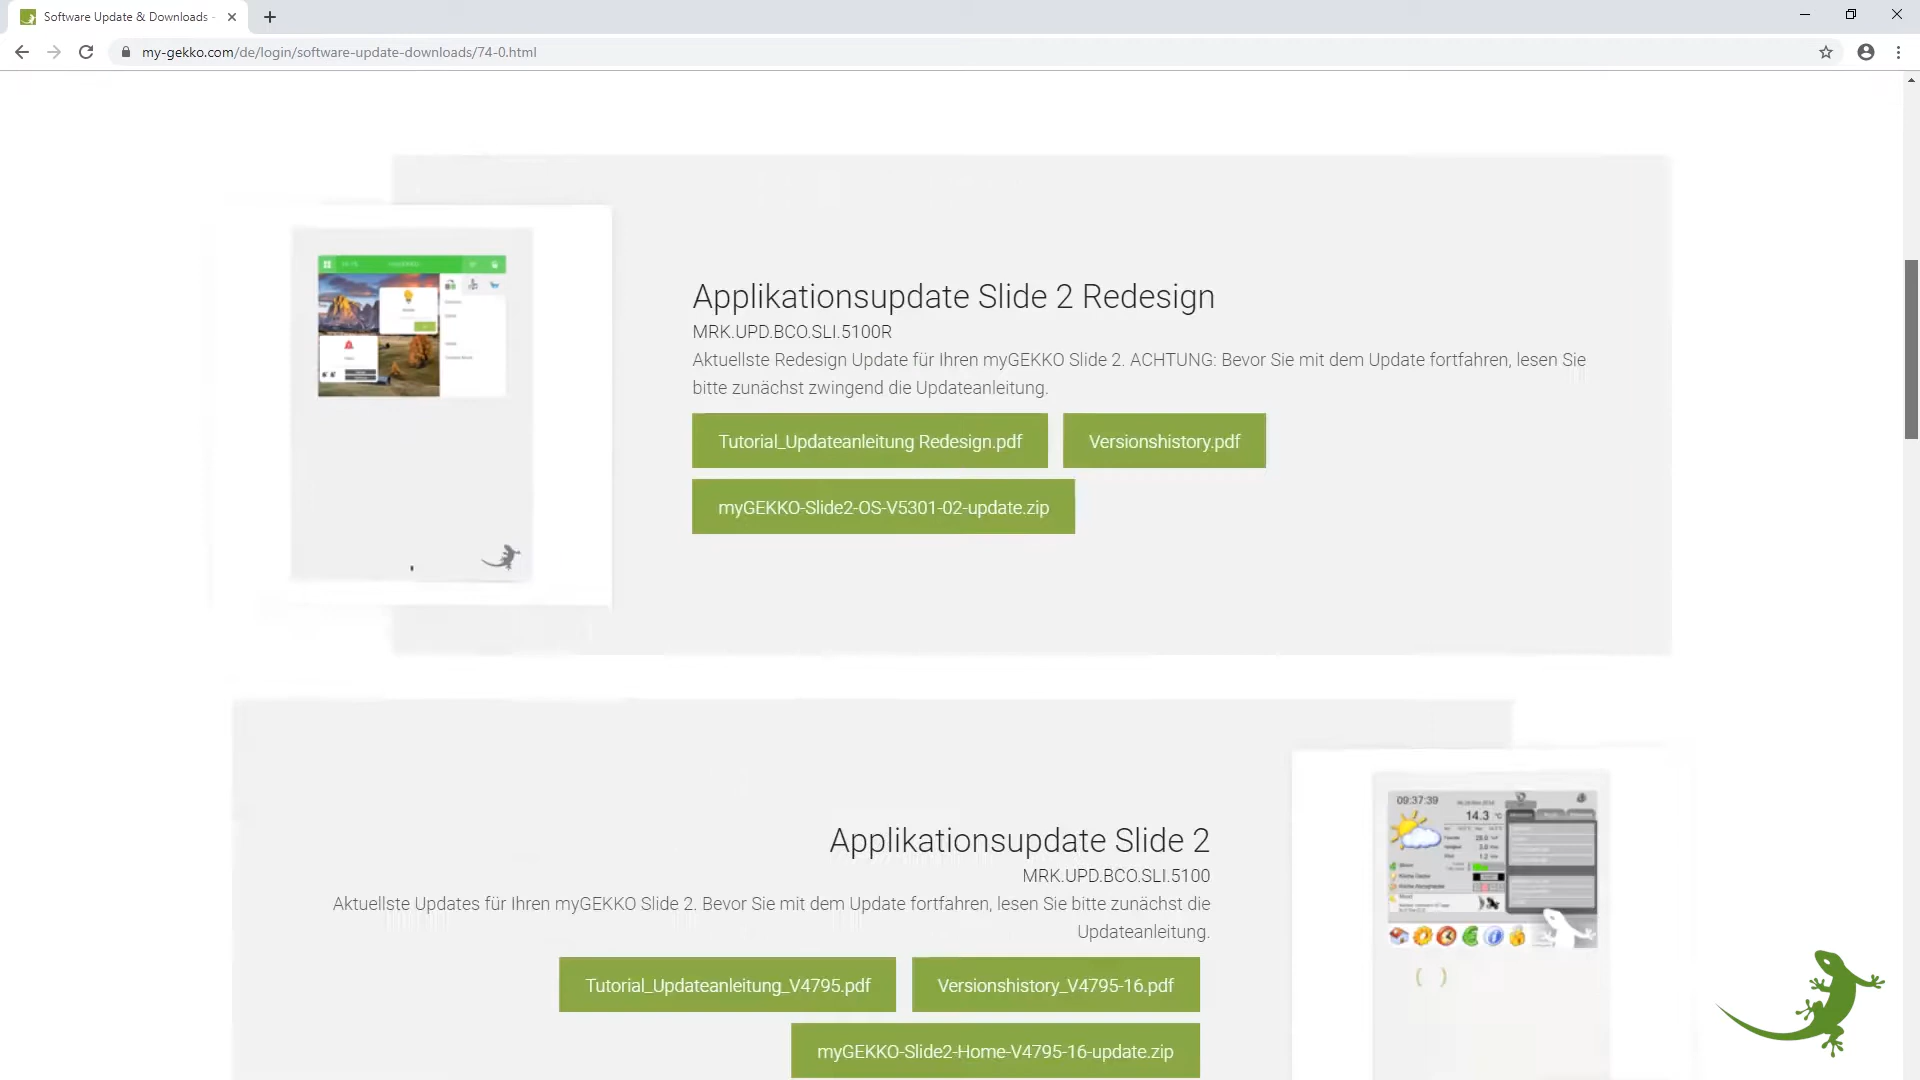 Software Update & Downloads -
my-gekko.com/de/login/software-update-downloads/74-0.html
Applikationsupdate Slide 2 Redesign
MRK.UPD.BCO.SLI.5100R
Aktuellste Redesign Update für Ihren myGEKKO Slide 2. ACHTUNG: Bevor Sie mit dem Update fortfahren, lesen Sie
bitte zunächst zwingend die Updateanleitung.
Tutorial_Updateanleitung Redesign.pdf
Versionshistory.pdf
myGEKKO-Slide2-OS-V5301-02-update.zip
Applikationsupdate Slide 2
MRK.UPD.BCO.SLI.5100
Aktuellste Updates für Ihren myGEKKO Slide 2. Bevor Sie mit dem Update fortfahren, lesen Sie bitte zunächst die
Updateanleitung.
Tutorial_Updateanleitung_V4795.pdf
Versionshistory_V4795-16.pdf
myGEKKO-Slide2-Home-V4795-16-update.zip
09:37:39
14.3 °C